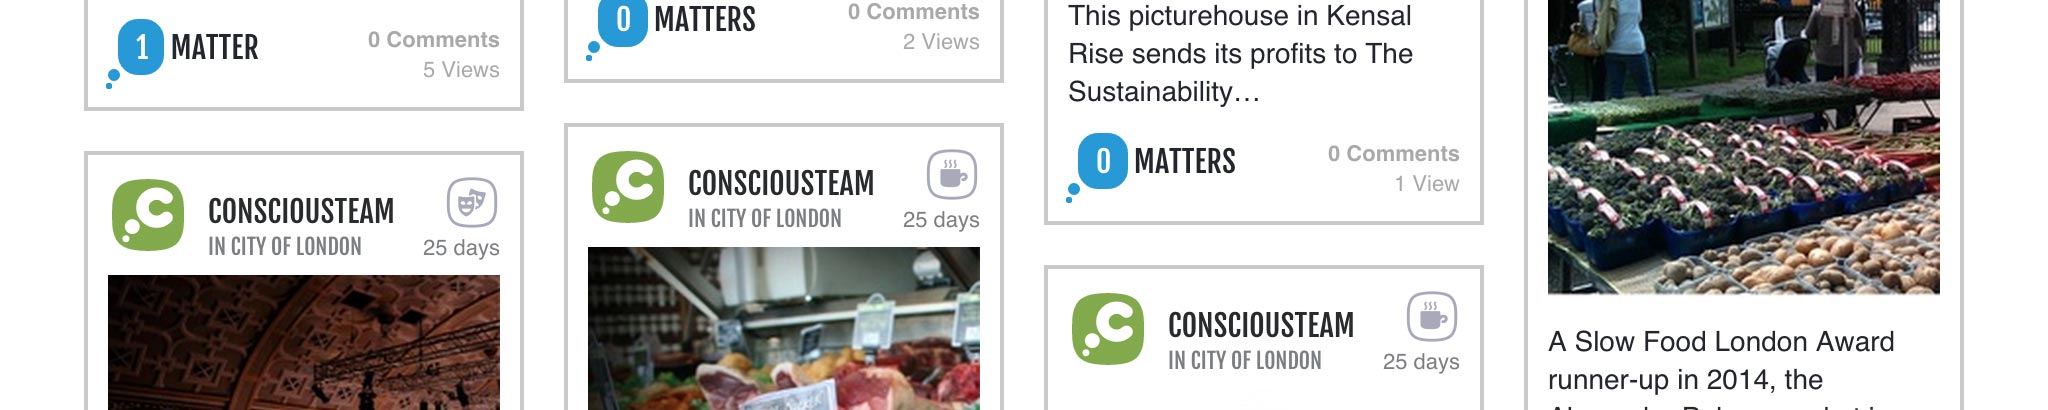 1 MATTER
0 Comments
5 Views
CONSCIOUSTEAM
IN CITY OF LONDON
25 days
0 MATTERS
0 Comments
2 Views
CONSCIOUSTEAM
IN CITY OF LONDON
25 days
This picturehouse in Kensal
Rise sends its profits to The
Sustainability…
0 MATTERS
0 Comments
1 View
CONSCIOUSTEAM
IN CITY OF LONDON
25 days
A Slow Food London Award
runner-up in 2014, the